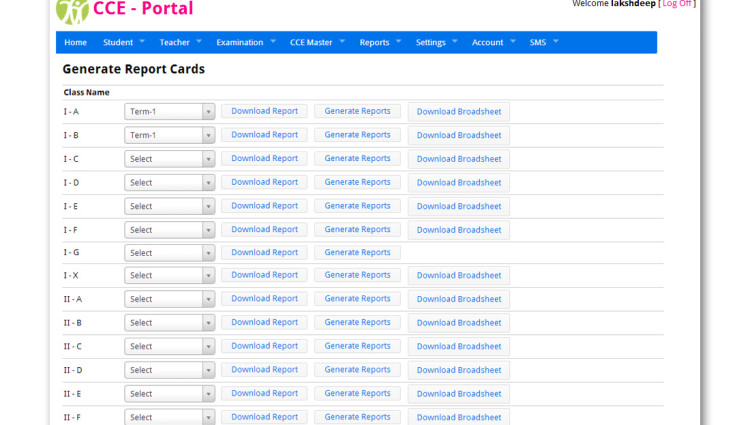 CCE - Portal
Welcome lakshdeep [ Log Off ]
Home Student Teacher Examination CCE Master Reports Settings Account SMS
Generate Report Cards
Class Name
I - A Term-1 Download Report Generate Reports Download Broadsheet
I - B Term-1 Download Report Generate Reports Download Broadsheet
I - C Select Download Report Generate Reports Download Broadsheet
I - D Select Download Report Generate Reports Download Broadsheet
I - E Select Download Report Generate Reports Download Broadsheet
I - F Select Download Report Generate Reports Download Broadsheet
I - G Select Download Report Generate Reports
I - X Select Download Report Generate Reports Download Broadsheet
II - A Select Download Report Generate Reports Download Broadsheet
II - B Select Download Report Generate Reports Download Broadsheet
II - C Select Download Report Generate Reports Download Broadsheet
II - D Select Download Report Generate Reports Download Broadsheet
II - E Select Download Report Generate Reports Download Broadsheet
II - F Select Download Report Generate Reports Download Broadsheet